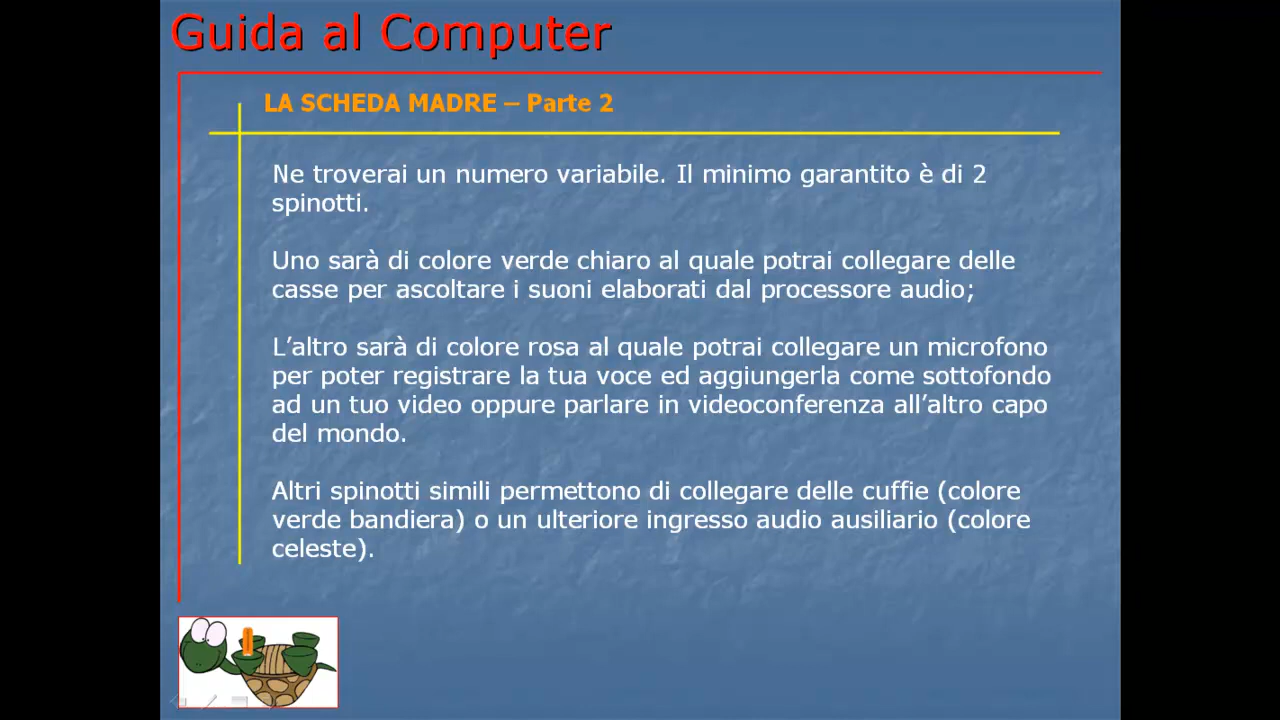 Guida al Computer
LA SCHEDA MADRE – Parte 2
Ne troverai un numero variabile. Il minimo garantito è di 2
spinotti.
Uno sarà di colore verde chiaro al quale potrai collegare delle
casse per ascoltare i suoni elaborati dal processore audio;
L’altro sarà di colore rosa al quale potrai collegare un microfono
per poter registrare la tua voce ed aggiungerla come sottofondo
ad un tuo video oppure parlare in videoconferenza all’altro capo
del mondo.
Altri spinotti simili permettono di collegare delle cuffie (colore
verde bandiera) o un ulteriore ingresso audio ausiliario (colore
celeste).